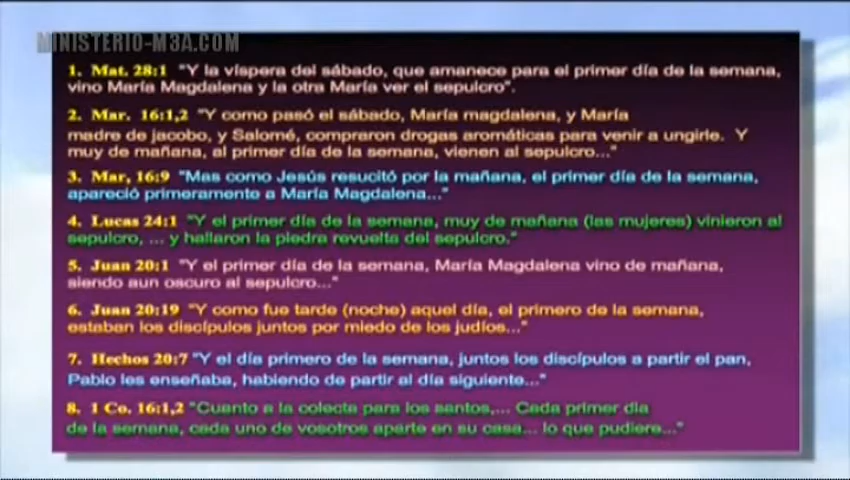 MINISTERIO-M3A.COM
1. Mat. 28:1 "Y la víspera del sábado, que amanece para el primer día de la semana,
vino María Magdalena y la otra María ver el sepulcro".
2. Mar. 16:1,2 "Y como pasó el sábado, María magdalena, y María
madre de jacobo, y Salomé, compraron drogas aromáticas para venir a ungirle. Y
muy de mañana, al primer día de la semana, vienen al sepulcro..."
3. Mar, 16:9 "Mas como Jesús resucitó por la mañana, el primer día de la semana,
apareció primeramente a María Magdalena..."
4. Lucas 24:1 "Y el primer día de la semana, muy de mañana (las mujeres) vinieron al
sepulcro, ... y hallaron la piedra revuelta del sepulcro."
5. Juan 20:1 "Y el primer día de la semana, María Magdalena vino de mañana,
siendo aun oscuro al sepulcro..."
6. Juan 20:19 "Y como fue tarde (noche) aquel día, el primero de la semana,
estaban los discípulos juntos por miedo de los judíos..."
7. Hechos 20:7 "Y el día primero de la semana, juntos los discípulos a partir el pan,
Pablo les enseñaba, habiendo de partir al día siguiente..."
8. 1 Co. 16:1,2 "Cuanto a la colecta para los santos,... Cada primer dia
de la semana, cada uno de vosotros aparte en su casa... lo que pudiere..."